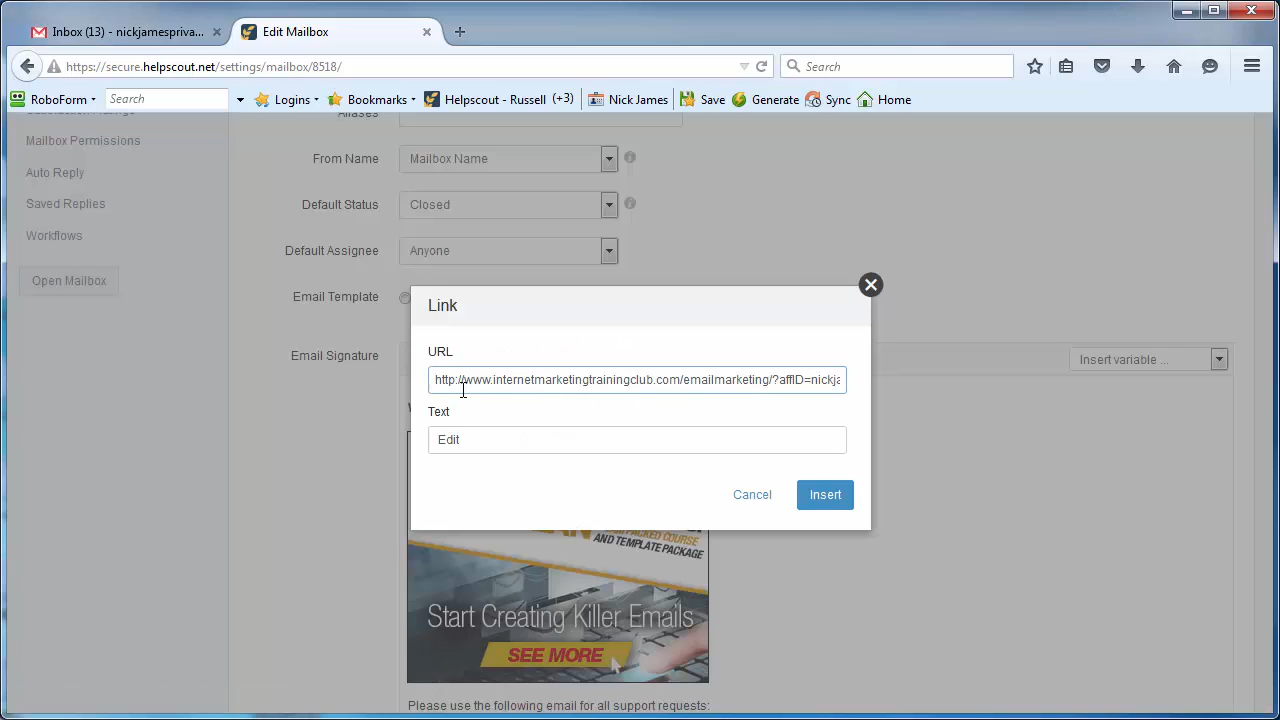 Inbox (13) - nickjamespriva...
Edit Mailbox
https://secure.helpscout.net/settings/mailbox/8518/
Search
RoboForm
Search
Logins
Bookmarks
Helpscout - Russell (+3)
Nick James
Save
Generate
Sync
Home
Mailbox Permissions
Auto Reply
Saved Replies
Workflows
Open Mailbox
Aliases
From Name
Mailbox Name
Default Status
Closed
Default Assignee
Anyone
Email Template
Email Signature
Insert variable ...
Link
URL
http://www.internetmarketingtrainingclub.com/emailmarketing/?affID=nickja
Text
Edit
Cancel
Insert
PACKED COURSE
AND TEMPLATE PACKAGE
Start Creating Killer Emails
SEE MORE
Please use the following email for all support requests: